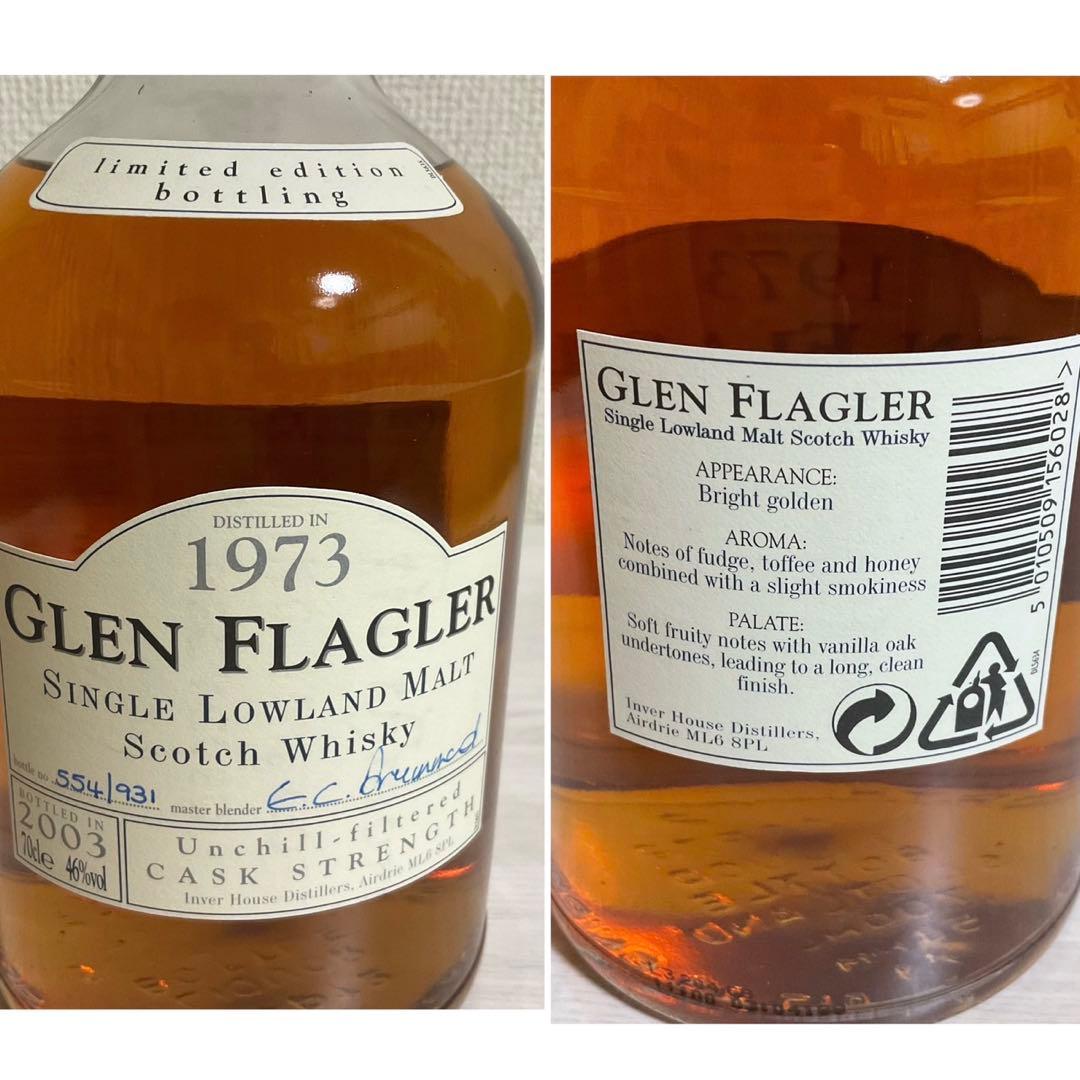 limited edition
bottling
DISTILLED IN
1973
GLEN FLAGLER
SINGLE LOWLAND MALT
Scotch Whisky
bottle no. 554/931 master blender
BOTTLED IN
2003
70cl e 46%vol
Unchill-filtered
CASK STRENGTH
Inver House Distillers, Airdrie ML6 8PL
1973
GLEN FLAGLER
Single Lowland Malt Scotch Whisky
APPEARANCE:
Bright golden
AROMA:
Notes of fudge, toffee and honey
combined with a slight smokiness
PALATE:
Soft fruity notes with vanilla oak
undertones, leading to a long, clean
finish.
Inver House Distillers,
Airdrie ML6 8PL
5 010509 156028 >